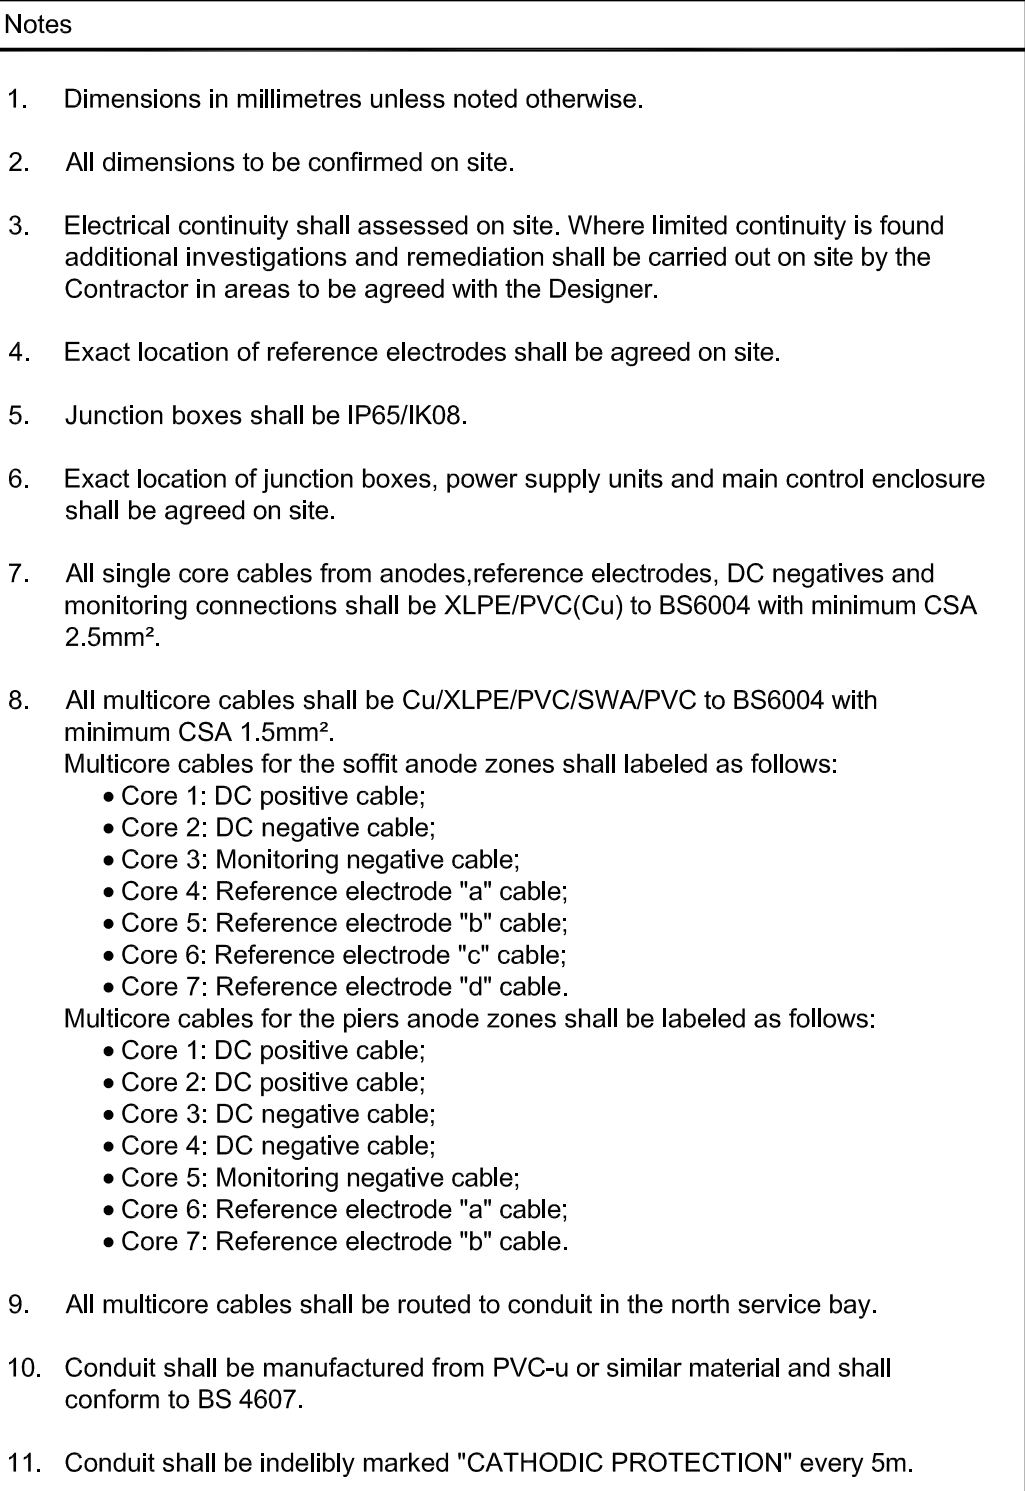 Notes
1. Dimensions in millimetres unless noted otherwise.
2. All dimensions to be confirmed on site.
3. Electrical continuity shall assessed on site. Where limited continuity is found
additional investigations and remediation shall be carried out on site by the
Contractor in areas to be agreed with the Designer.
4. Exact location of reference electrodes shall be agreed on site.
5. Junction boxes shall be IP65/IK08.
6. Exact location of junction boxes, power supply units and main control enclosure
shall be agreed on site.
7. All single core cables from anodes,reference electrodes, DC negatives and
monitoring connections shall be XLPE/PVC(Cu) to BS6004 with minimum CSA
2.5mm².
8. All multicore cables shall be Cu/XLPE/PVC/SWA/PVC to BS6004 with
minimum CSA 1.5mm².
Multicore cables for the soffit anode zones shall labeled as follows:
• Core 1: DC positive cable;
• Core 2: DC negative cable;
• Core 3: Monitoring negative cable;
• Core 4: Reference electrode "a" cable;
• Core 5: Reference electrode "b" cable;
• Core 6: Reference electrode "c" cable;
• Core 7: Reference electrode "d" cable.
Multicore cables for the piers anode zones shall be labeled as follows:
• Core 1: DC positive cable;
• Core 2: DC positive cable;
• Core 3: DC negative cable;
• Core 4: DC negative cable;
• Core 5: Monitoring negative cable;
• Core 6: Reference electrode "a" cable;
• Core 7: Reference electrode "b" cable.
9. All multicore cables shall be routed to conduit in the north service bay.
10. Conduit shall be manufactured from PVC-u or similar material and shall
conform to BS 4607.
11. Conduit shall be indelibly marked "CATHODIC PROTECTION" every 5m.